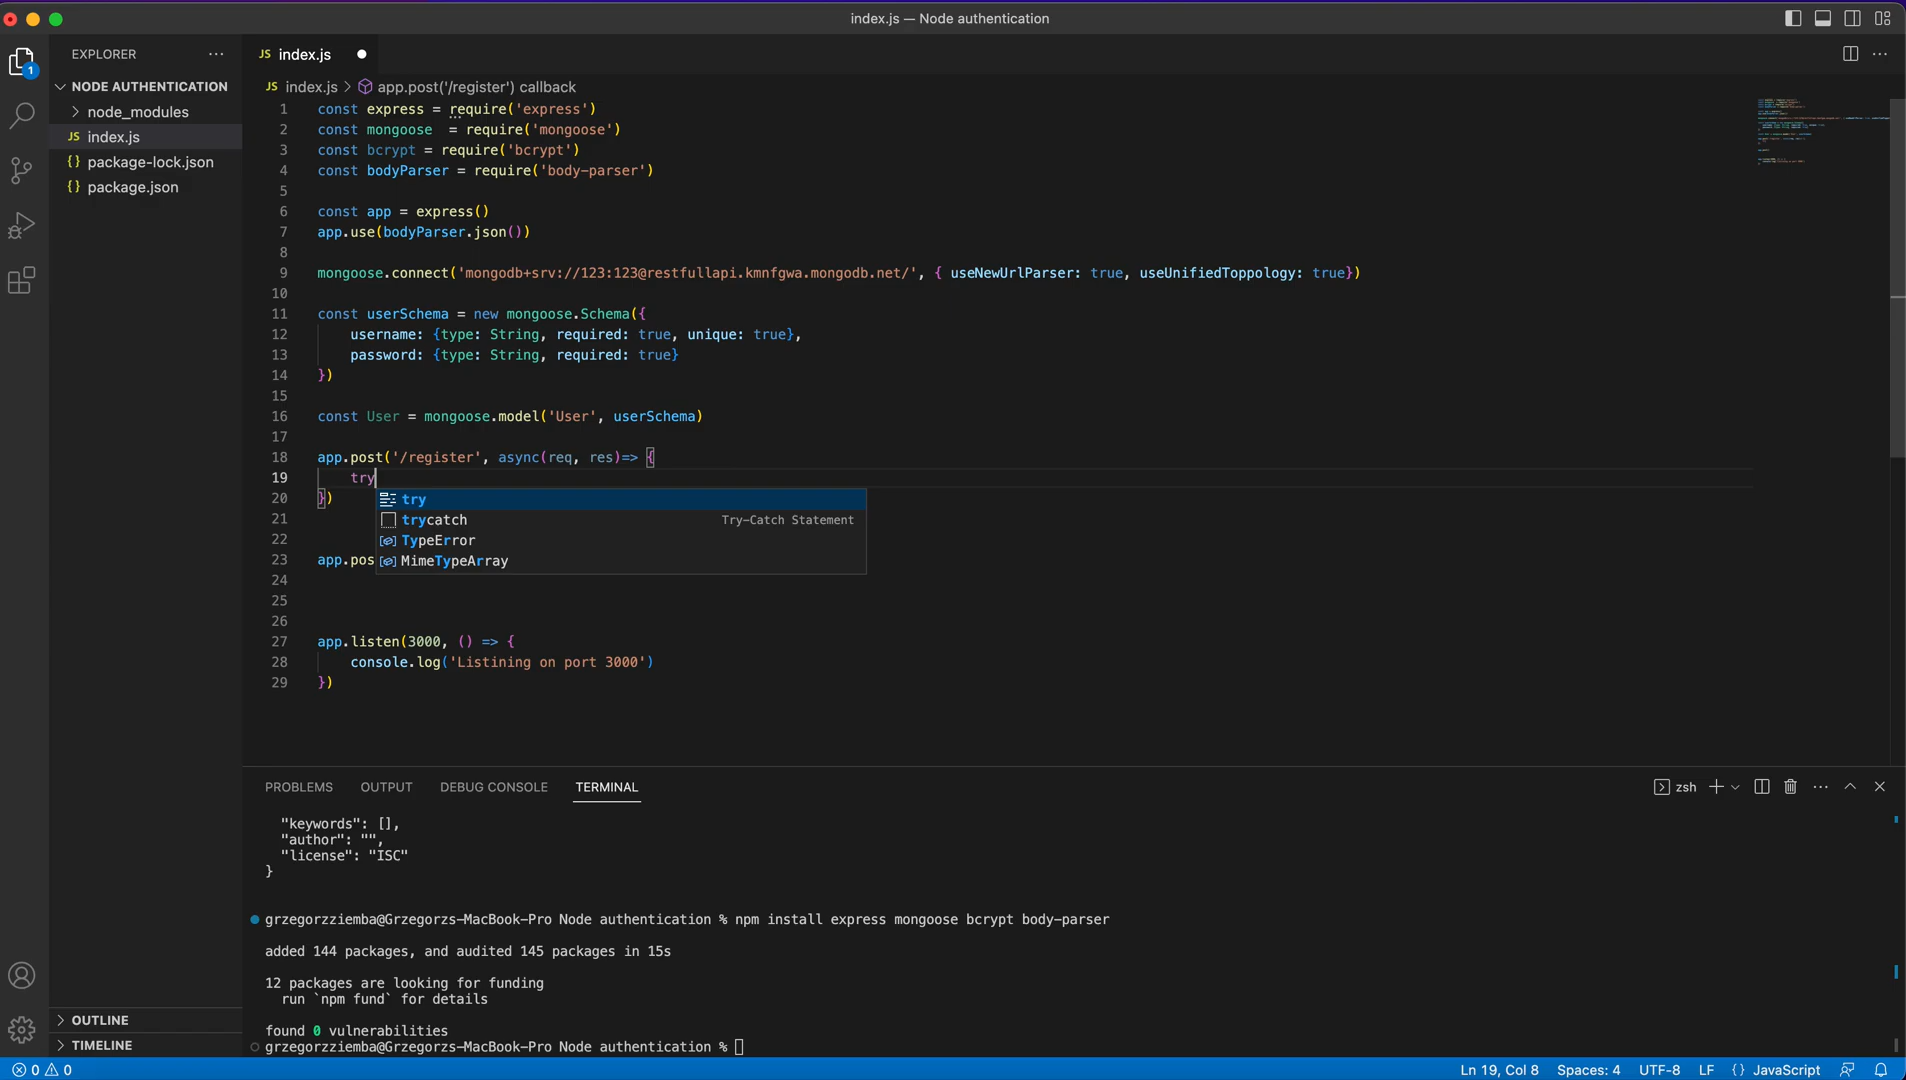 index.js — Node authentication
EXPLORER
NODE AUTHENTICATION
node_modules
JS index.js
{} package-lock.json
{} package.json
OUTLINE
TIMELINE
1
JS index.js
JS index.js > app.post('/register') callback
1 const express = require('express')
2 const mongoose  = require('mongoose')
3 const bcrypt = require('bcrypt')
4 const bodyParser = require('body-parser')
5
6 const app = express()
7 app.use(bodyParser.json())
8
9 mongoose.connect('mongodb+srv://123:123@restfullapi.kmnfgwa.mongodb.net/', { useNewUrlParser: true, useUnifiedToppology: true})
10
11 const userSchema = new mongoose.Schema({
12     username: {type: String, required: true, unique: true},
13     password: {type: String, required: true}
14 })
15
16 const User = mongoose.model('User', userSchema)
17
18 app.post('/register', async(req, res)=> {
19     try
20 })
21
22
23 app.pos
24
25
26
27 app.listen(3000, () => {
28     console.log('Listining on port 3000')
29 })
try
trycatch Try-Catch Statement
TypeError
MimeTypeArray
PROBLEMS OUTPUT DEBUG CONSOLE TERMINAL
zsh
"keywords": [],
"author": "",
"license": "ISC"
}
grzegorzziemba@Grzegorzs-MacBook-Pro Node authentication % npm install express mongoose bcrypt body-parser
added 144 packages, and audited 145 packages in 15s
12 packages are looking for funding
run `npm fund` for details
found 0 vulnerabilities
grzegorzziemba@Grzegorzs-MacBook-Pro Node authentication %
0 0 Ln 19, Col 8 Spaces: 4 UTF-8 LF {} JavaScript